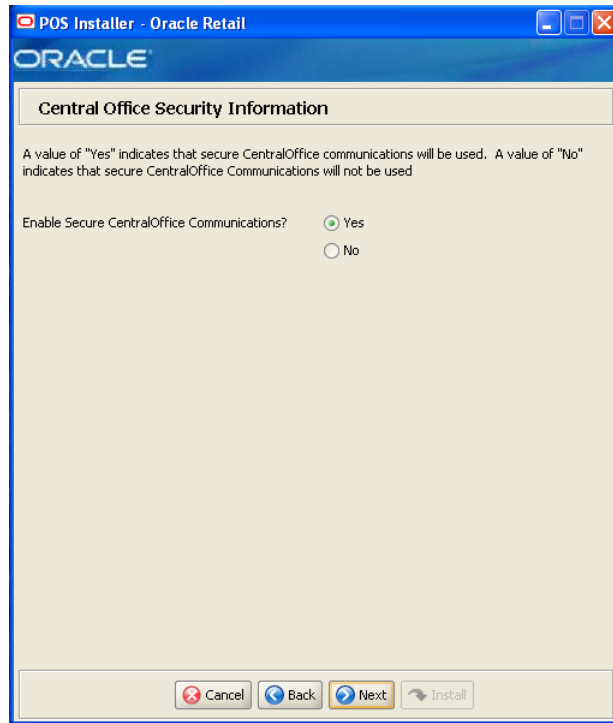 POS Installer - Oracle Retail
ORACLE
Central Office Security Information
A value of "Yes" indicates that secure CentralOffice communications will be used.  A value of "No"
indicates that secure CentralOffice Communications will not be used
Enable Secure CentralOffice Communications?
Yes
No
Cancel
Back
Next
Install